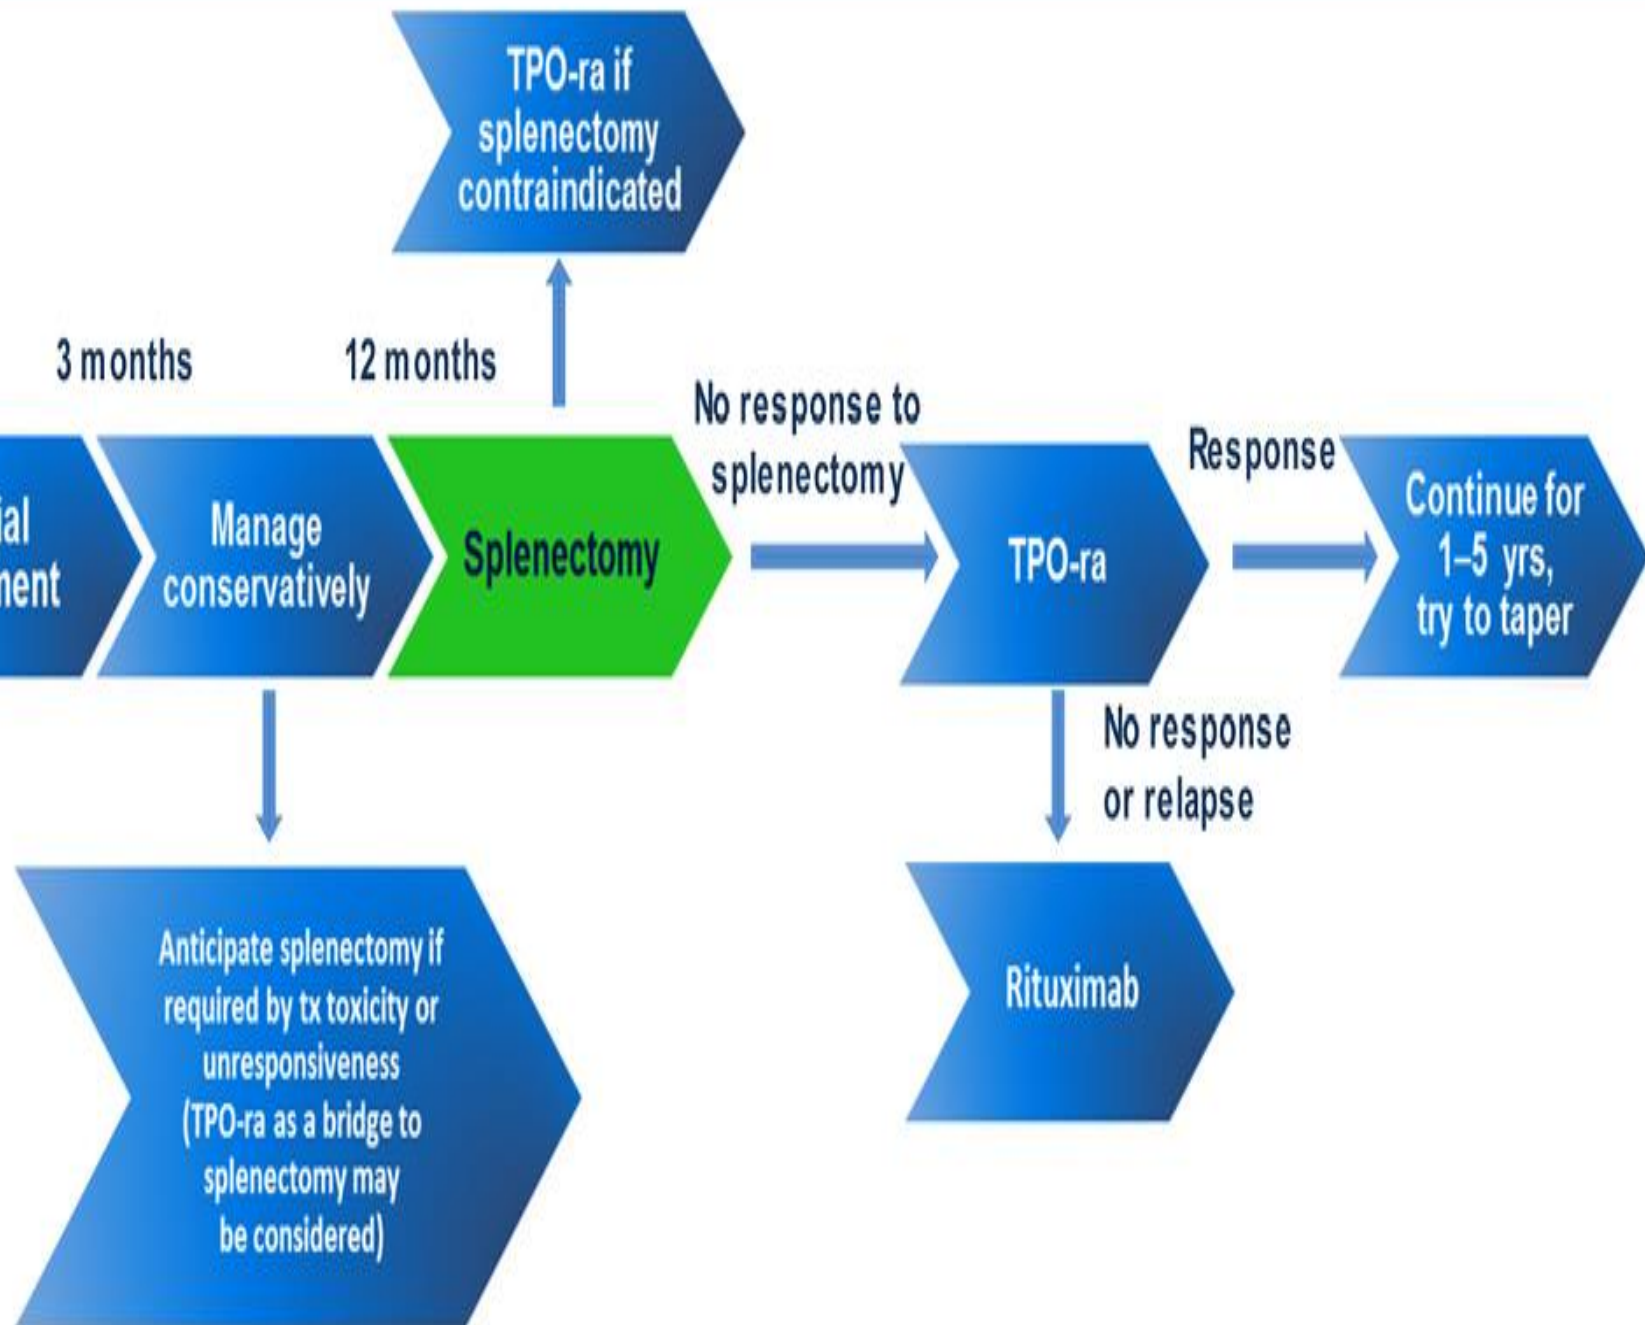 TPO-ra if
splenectomy
contraindicated
3 months
12 months
No response to
splenectomy
Response
ial
ment
Manage
conservatively
Splenectomy
TPO-ra
Continue for
1–5 yrs,
try to taper
No response
or relapse
Anticipate splenectomy if
required by tx toxicity or
unresponsiveness
(TPO-ra as a bridge to
splenectomy may
be considered)
Rituximab